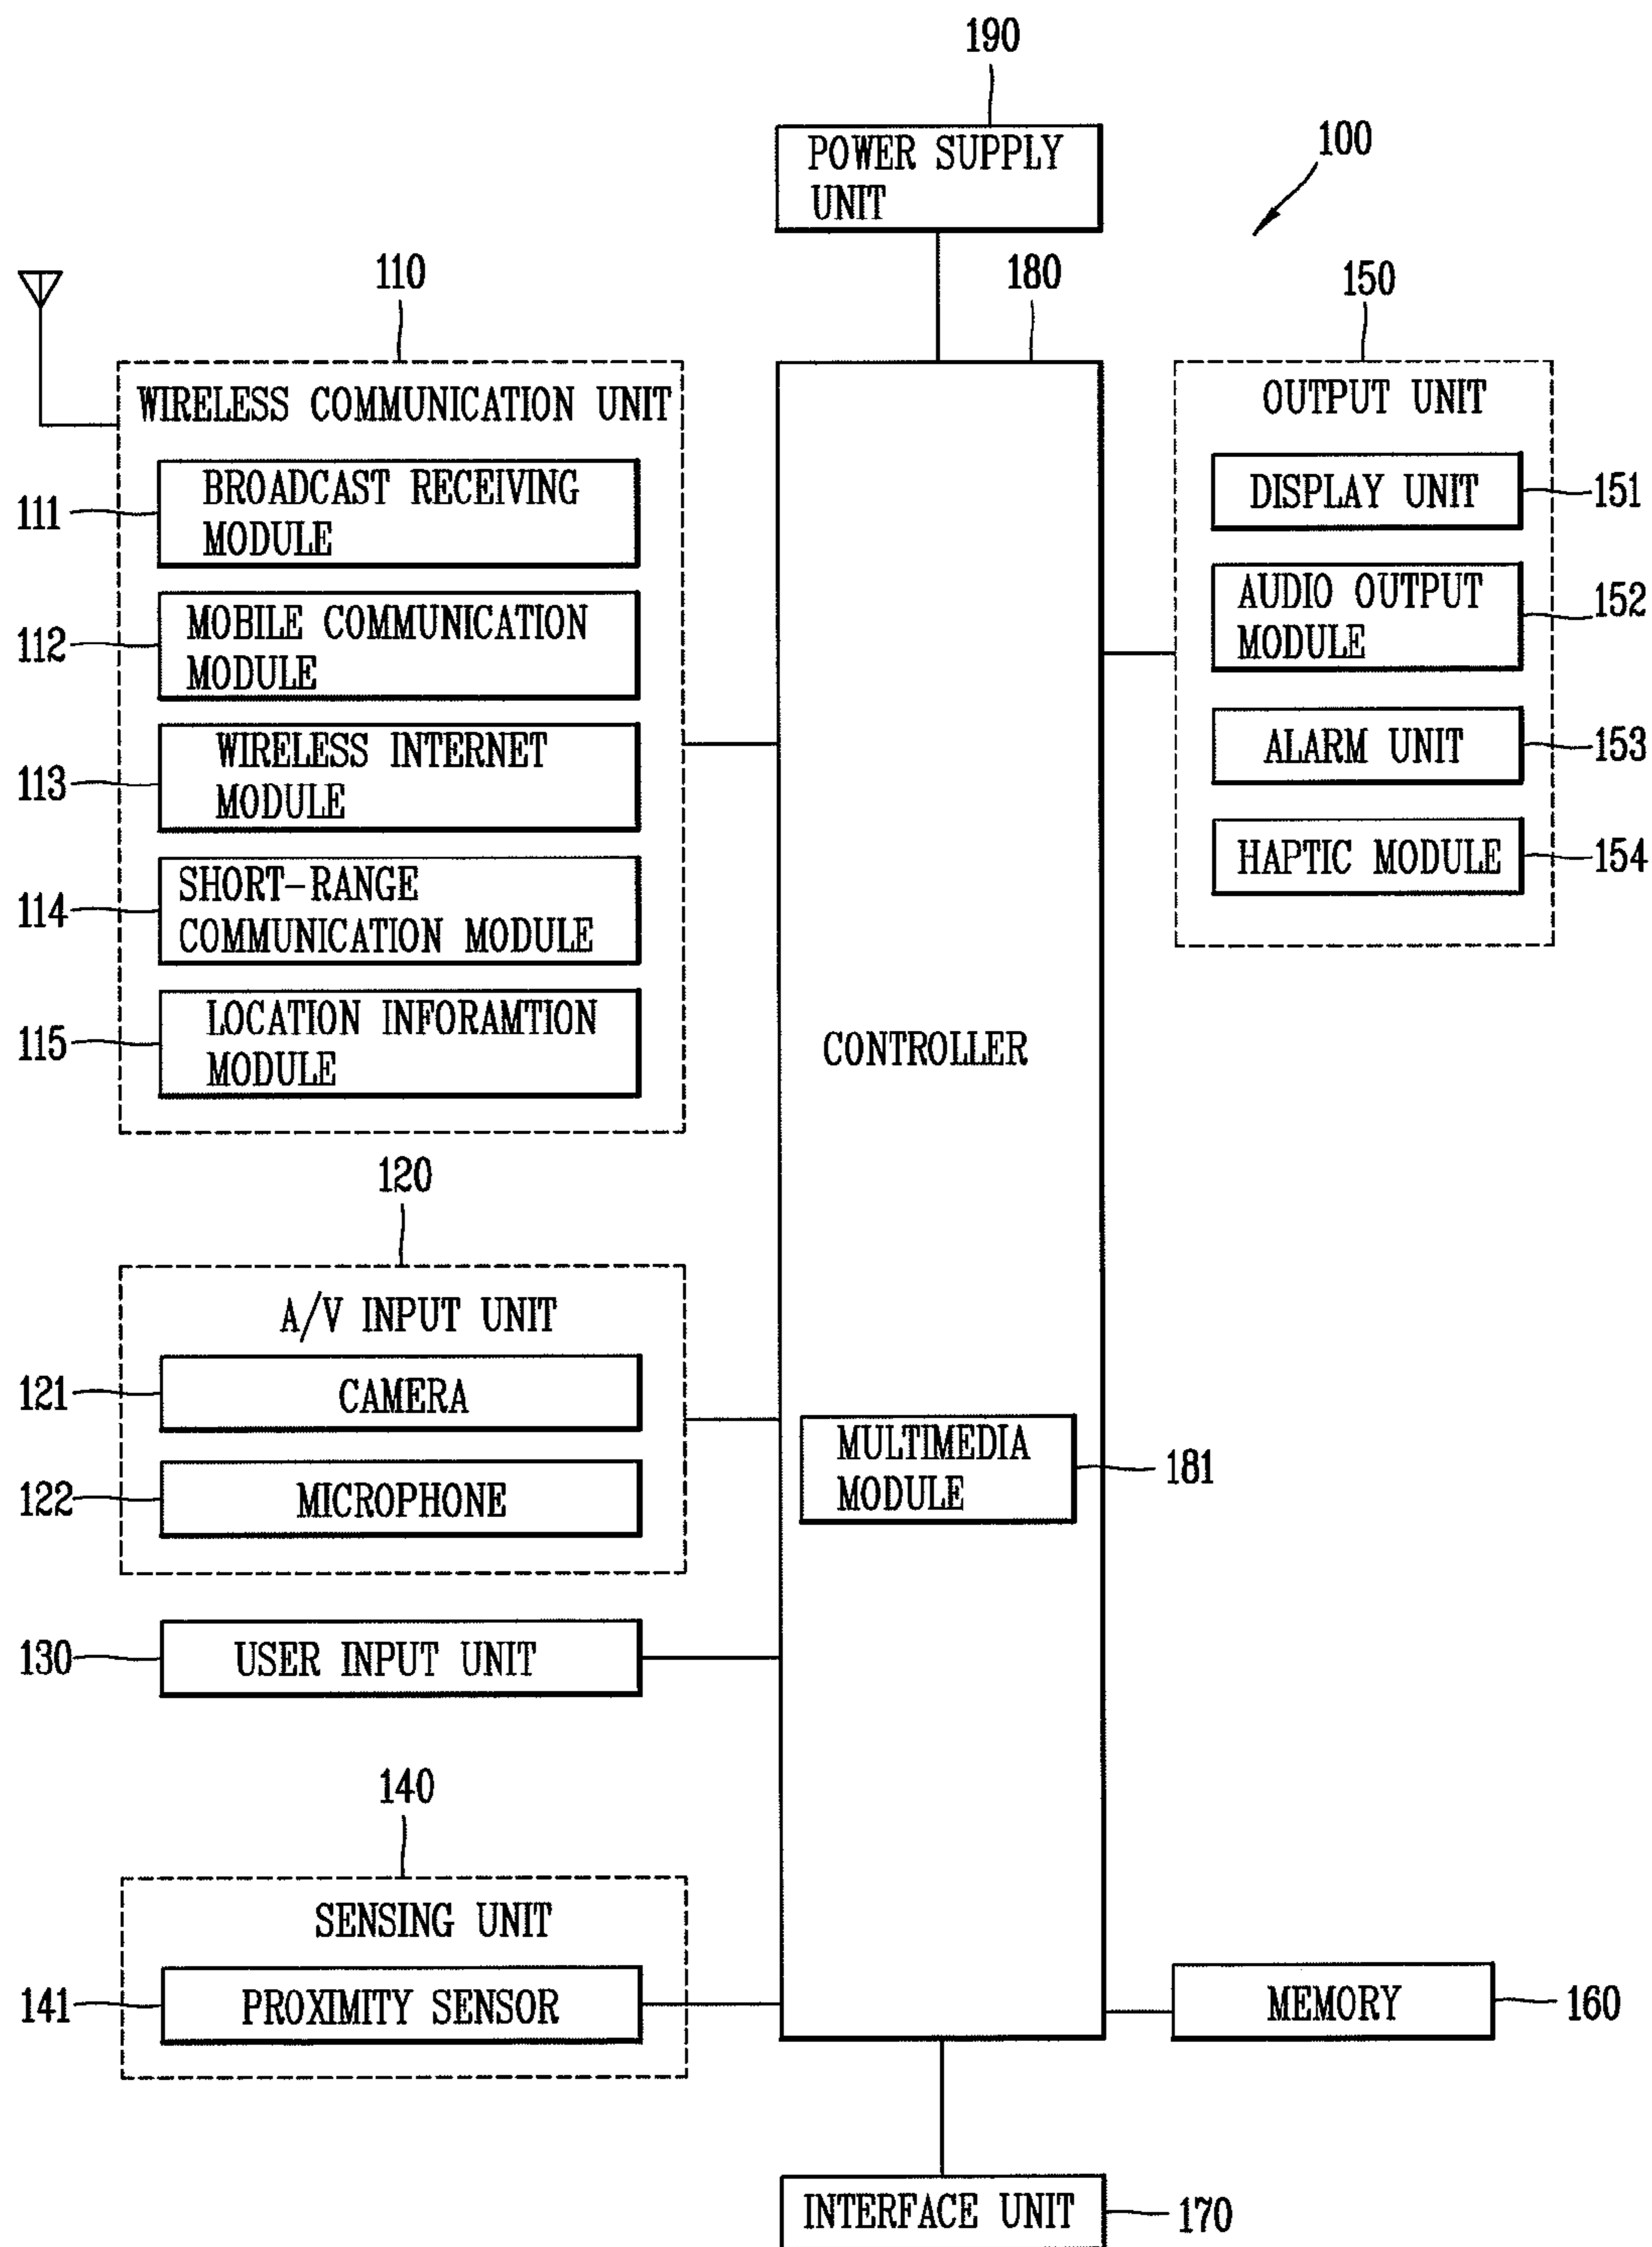 190
POWER SUPPLY
UNIT
100
110
180
150
WIRELESS COMMUNICATION UNIT
111
BROADCAST RECEIVING
MODULE
112
MOBILE COMMUNICATION
MODULE
113
WIRELESS INTERNET
MODULE
114
SHORT-RANGE
COMMUNICATION MODULE
115
LOCATION INFORAMTION
MODULE
OUTPUT UNIT
DISPLAY UNIT
151
AUDIO OUTPUT
MODULE
152
ALARM UNIT
153
HAPTIC MODULE
154
CONTROLLER
120
A/V INPUT UNIT
121
CAMERA
122
MICROPHONE
MULTIMEDIA
MODULE
181
130
USER INPUT UNIT
140
SENSING UNIT
141
PROXIMITY SENSOR
MEMORY
160
INTERFACE UNIT
170